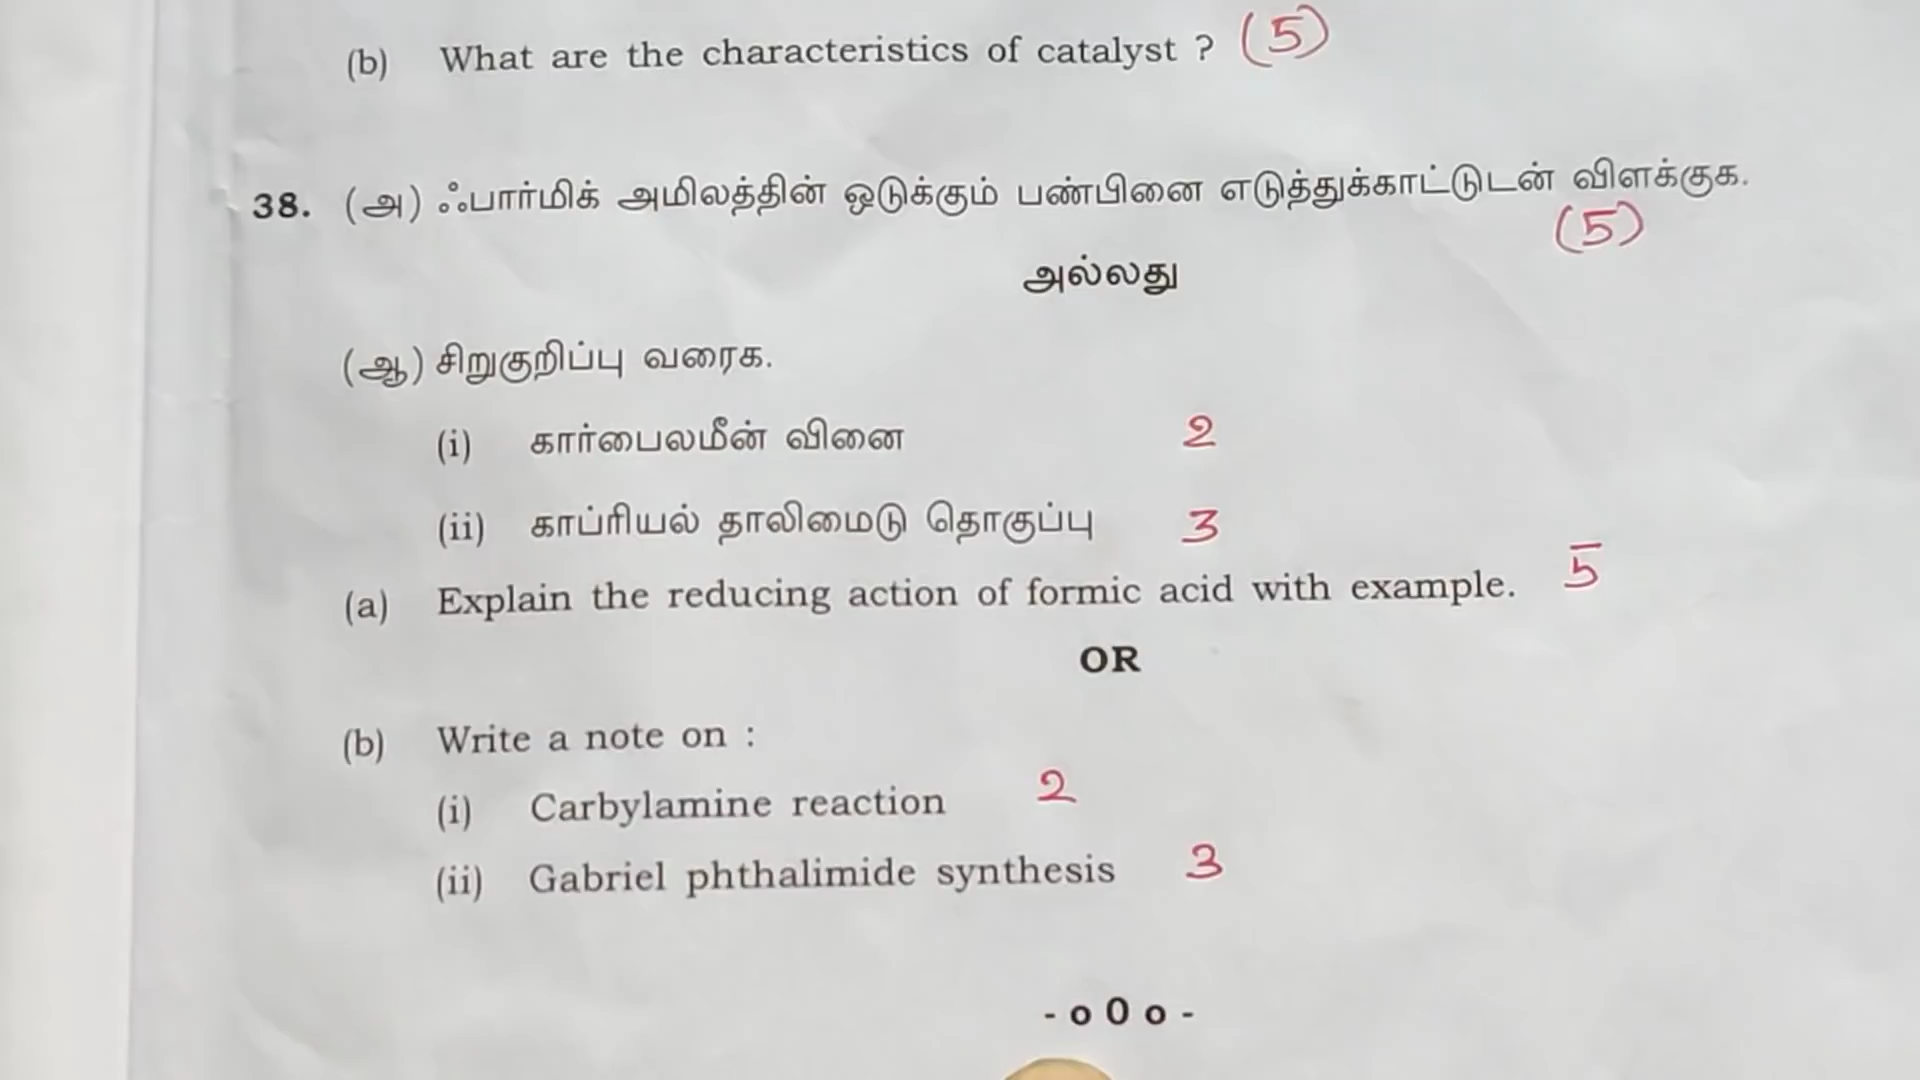 (b) What are the characteristics of catalyst ? (5)
38. (அ) ஃபார்மிக் அமிலத்தின் ஒடுக்கும் பண்பினை எடுத்துக்காட்டுடன் விளக்குக.
(5)
அல்லது
(ஆ) சிறுகுறிப்பு வரைக.
(i) கார்பைலமீன் வினை 2
(ii) காப்ரியல் தாலிமைடு தொகுப்பு 3
(a) Explain the reducing action of formic acid with example. 5
OR
(b) Write a note on :
(i) Carbylamine reaction 2
(ii) Gabriel phthalimide synthesis 3
- o 0 o -